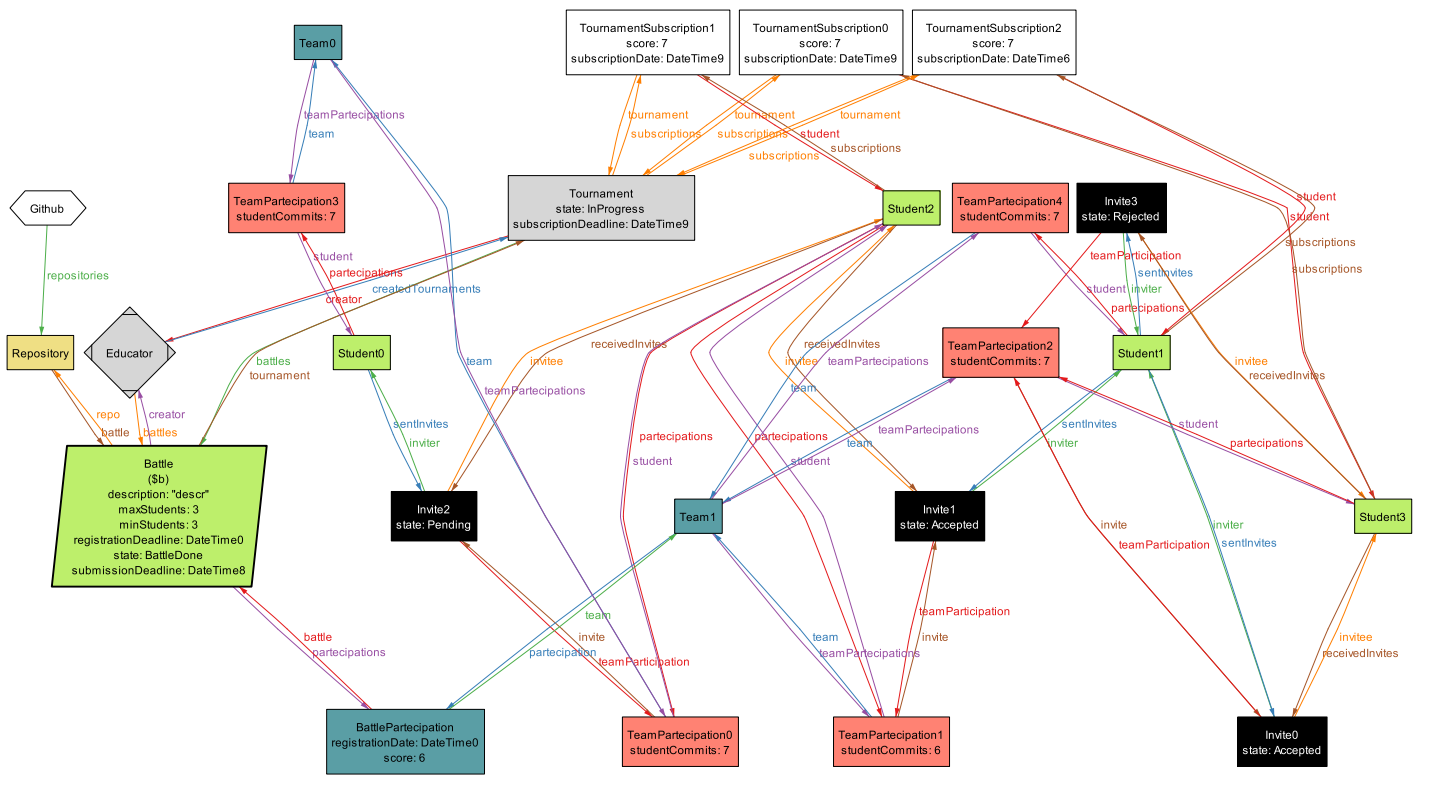 TournamentSubscription1
score: 7
subscriptionDate: DateTime9
TournamentSubscription0
score: 7
subscriptionDate: DateTime9
TournamentSubscription2
score: 7
subscriptionDate: DateTime6
Team0
teamPartecipations
team
tournament
subscriptions
tournament
subscriptions
tournament
subscriptions
student
subscriptions
TeamPartecipation3
studentCommits: 7
Github
Tournament
state: InProgress
subscriptionDeadline: DateTime9
Student2
TeamPartecipation4
studentCommits: 7
Invite3
state: Rejected
student
subscriptions
student
subscriptions
repositories
student
partecipations
createdTournaments
creator
teamParticipation
sentInvites
student
inviter
partecipations
Repository
Educator
Student0
battles
tournament
invitee
receivedInvites
team
teamPartecipations
invitee
receivedInvites
teamPartecipations
team
TeamPartecipation2
studentCommits: 7
Student1
invitee
receivedInvites
repo
battle
battles
creator
sentInvites
inviter
partecipations
student
partecipations
student
teamPartecipations
team
sentInvites
inviter
student
partecipations
Battle
($b)
description: "descr"
maxStudents: 3
minStudents: 3
registrationDeadline: DateTime0
state: BattleDone
submissionDeadline: DateTime8
Invite2
state: Pending
Team1
Invite1
state: Accepted
Student3
invite
teamParticipation
inviter
sentInvites
battle
partecipations
team
partecipation
invite
teamParticipation
team
teamPartecipations
teamParticipation
invite
invitee
receivedInvites
BattlePartecipation
registrationDate: DateTime0
score: 6
TeamPartecipation0
studentCommits: 7
TeamPartecipation1
studentCommits: 6
Invite0
state: Accepted